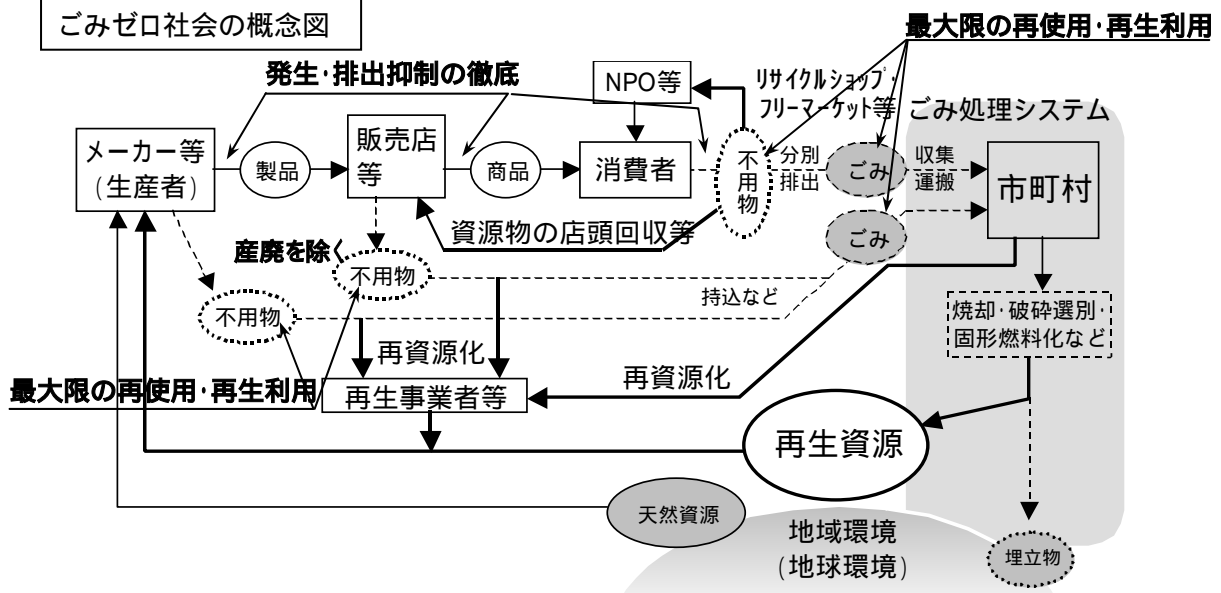 ごみゼロ社会の概念図
最大限の再使用・再生利用
発生・排出抑制の徹底
NPO等
ﾘｻｲｸﾙｼｮｯﾌﾟ・
ﾌﾘｰﾏｰｹｯﾄ等
ごみ処理システム
メーカー等
(生産者)
製品
販売店
等
商品
消費者
不用物
分別
排出
ごみ
収集
運搬
市町村
資源物の店頭回収等
ごみ
産廃を除く
不用物
持込など
不用物
焼却・破砕選別・
固形燃料化など
再資源化
再資源化
最大限の再使用・再生利用
再生事業者等
再生資源
天然資源
地域環境
(地球環境)
埋立物